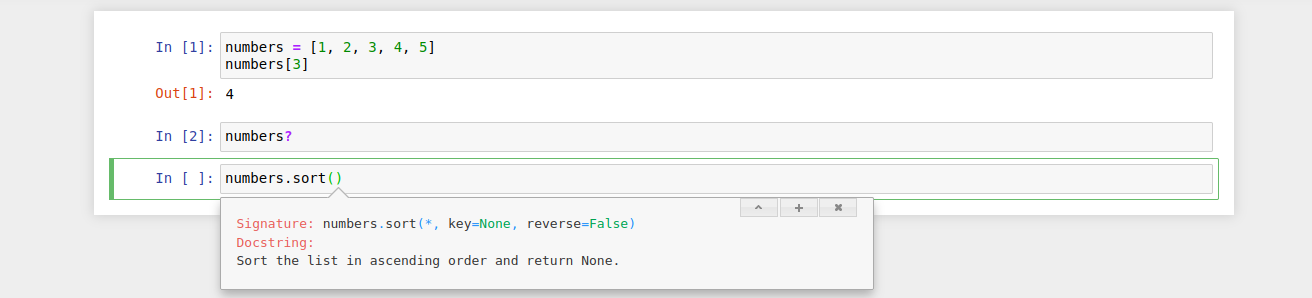 In [1]: numbers = [1, 2, 3, 4, 5]
numbers[3]
Out[1]: 4
In [2]: numbers?
In [ ]: numbers.sort()
Signature: numbers.sort(*, key=None, reverse=False)
Docstring:
Sort the list in ascending order and return None.